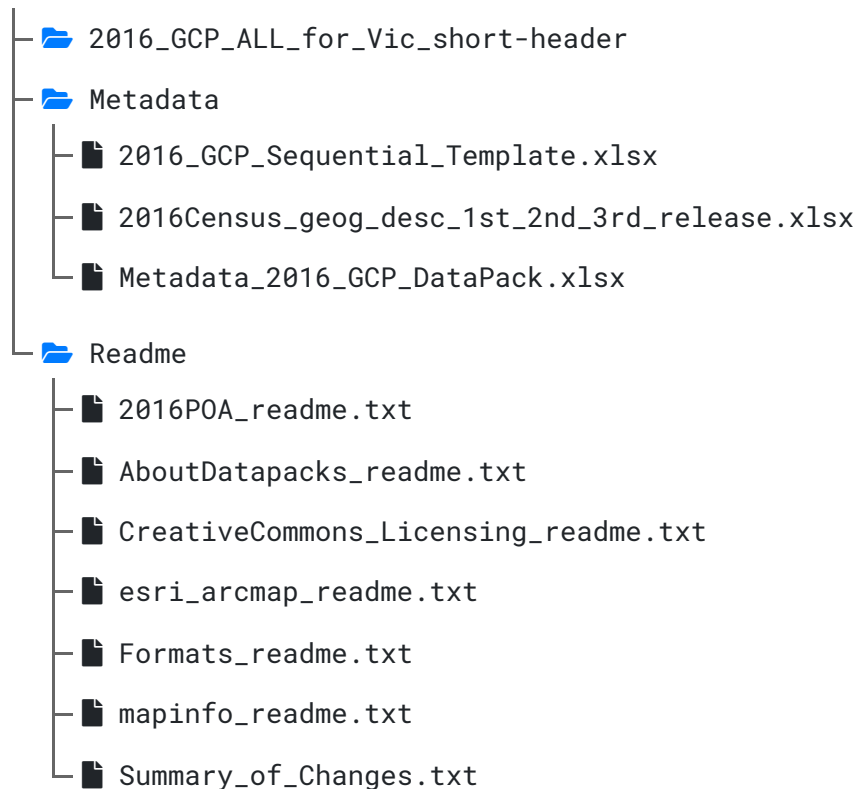 2016_GCP_ALL_for_Vic_short-header
Metadata
2016_GCP_Sequential_Template.xlsx
2016Census_geog_desc_1st_2nd_3rd_release.xlsx
Metadata_2016_GCP_DataPack.xlsx
Readme
2016POA_readme.txt
AboutDatapacks_readme.txt
CreativeCommons_Licensing_readme.txt
esri_arcmap_readme.txt
Formats_readme.txt
mapinfo_readme.txt
Summary_of_Changes.txt